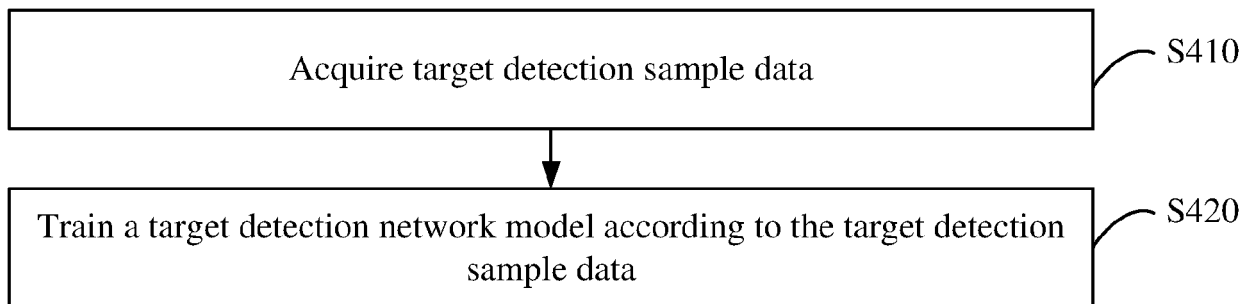 Acquire target detection sample data
S410
Train a target detection network model according to the target detection
sample data
S420